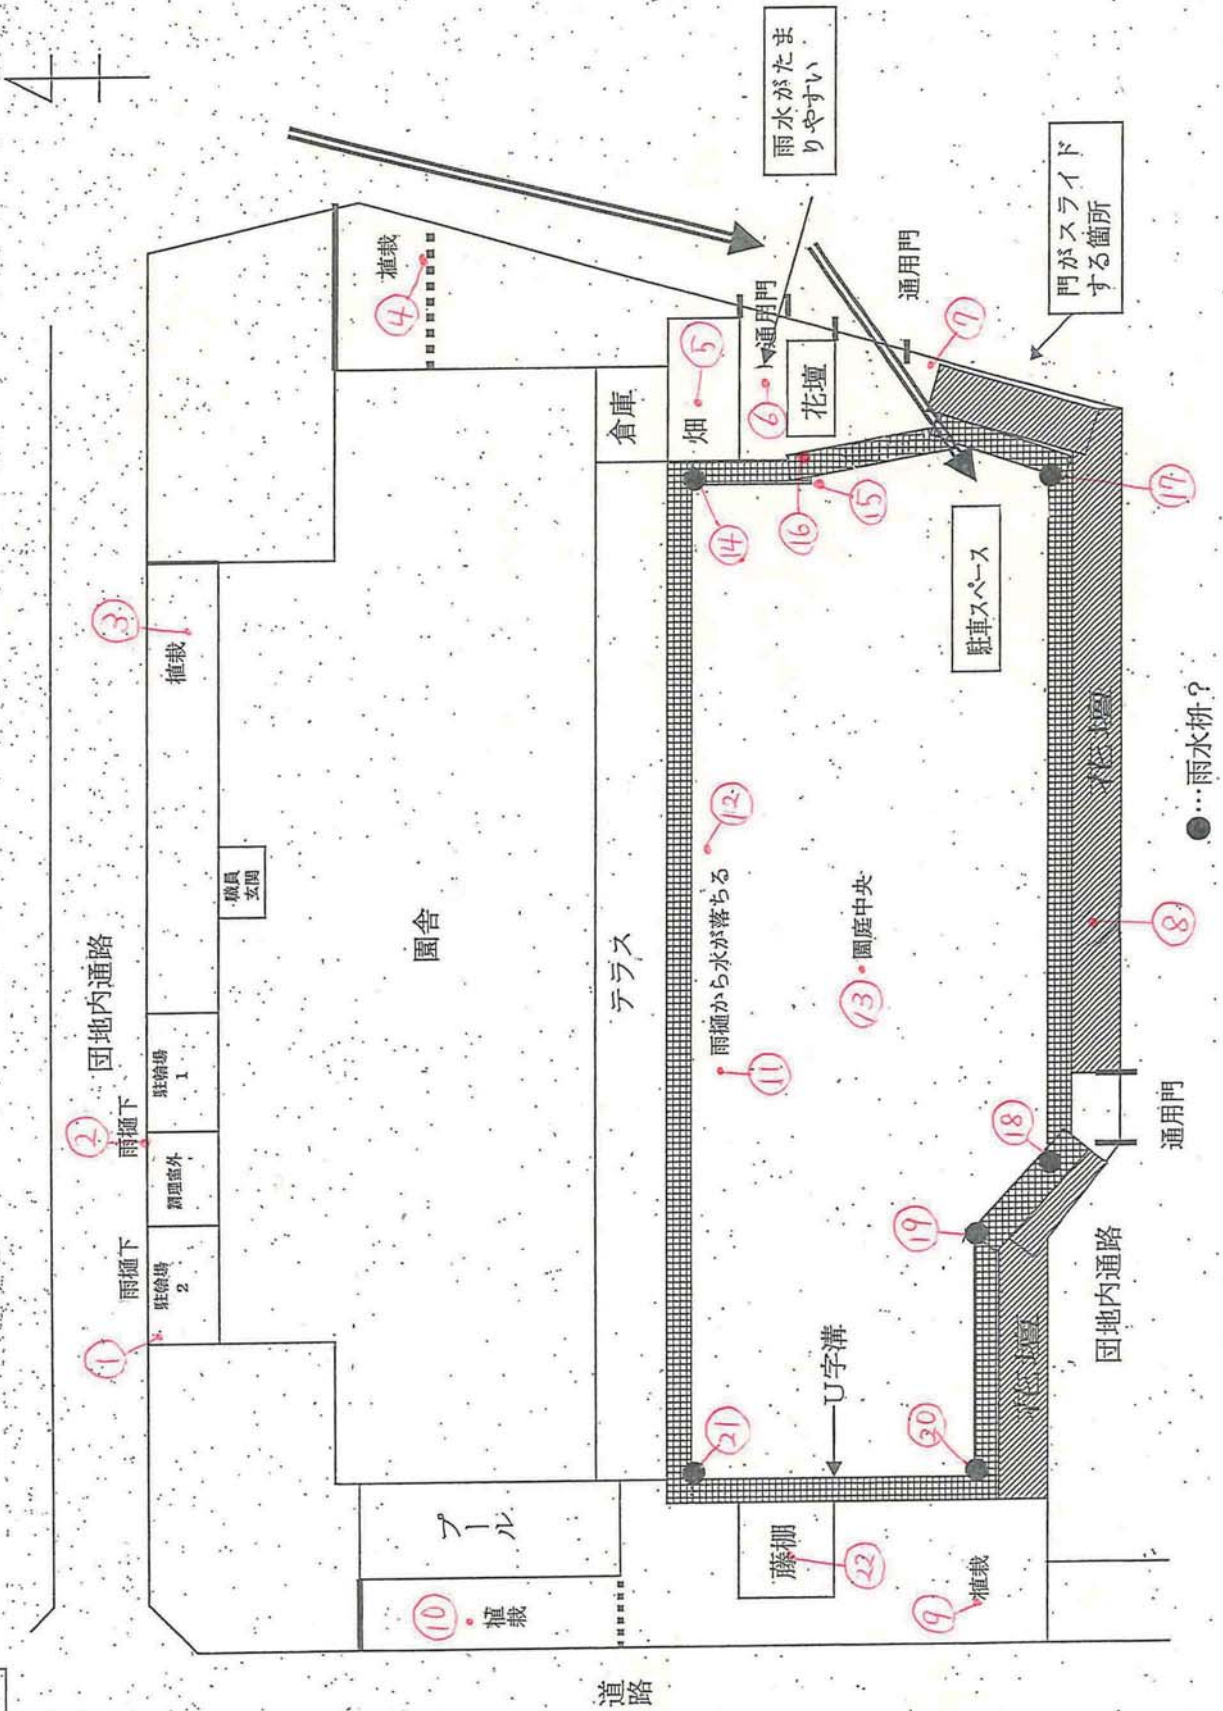 団地内通路
雨樋下
雨樋下
①
②
③
駐輪場
2
調理室外
駐輪場
1
植栽
職員
玄関
園舎
④
植栽
プール
⑩
植栽
道路
テラス
倉庫
畑
⑤
⑥
通用門
花壇
雨水がたま
りやすい
通用門
⑦
門がスライド
する箇所
㉑
⑪
雨樋から水が落ちる
⑫
⑭
⑯
⑮
⑬
園庭中央
駐車スペース
U字溝
藤棚
㉒
⑨
植栽
⑳
⑲
⑱
⑰
花壇
花壇
⑧
団地内通路
通用門
●…雨水枡?